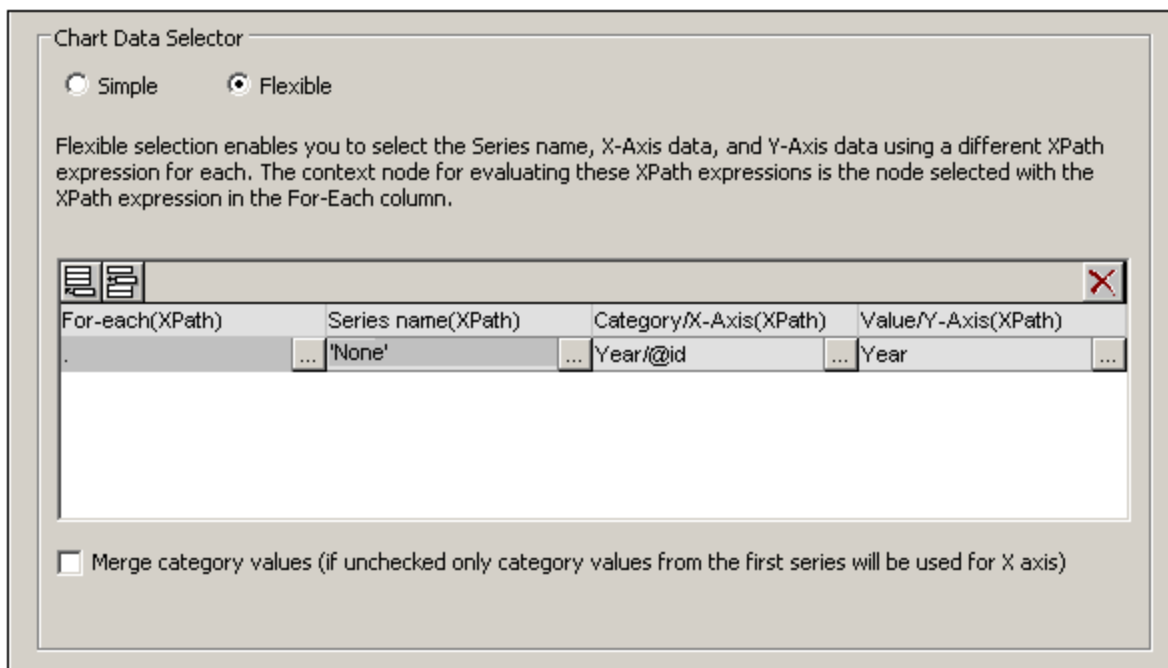 Chart Data Selector
Simple Flexible
Flexible selection enables you to select the Series name, X-Axis data, and Y-Axis data using a different XPath
expression for each. The context node for evaluating these XPath expressions is the node selected with the
XPath expression in the For-Each column.
For-each(XPath) Series name(XPath) Category/X-Axis(XPath) Value/Y-Axis(XPath)
. ... 'None' ... Year/@id ... Year ...
Merge category values (if unchecked only category values from the first series will be used for X axis)